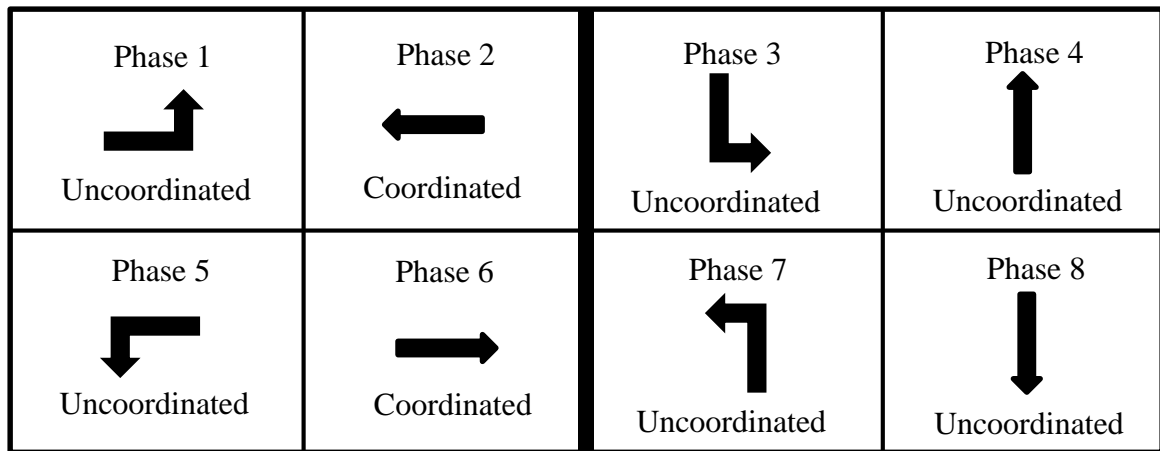 Phase 1
Uncoordinated
Phase 2
Coordinated
Phase 3
Uncoordinated
Phase 4
Uncoordinated
Phase 5
Uncoordinated
Phase 6
Coordinated
Phase 7
Uncoordinated
Phase 8
Uncoordinated